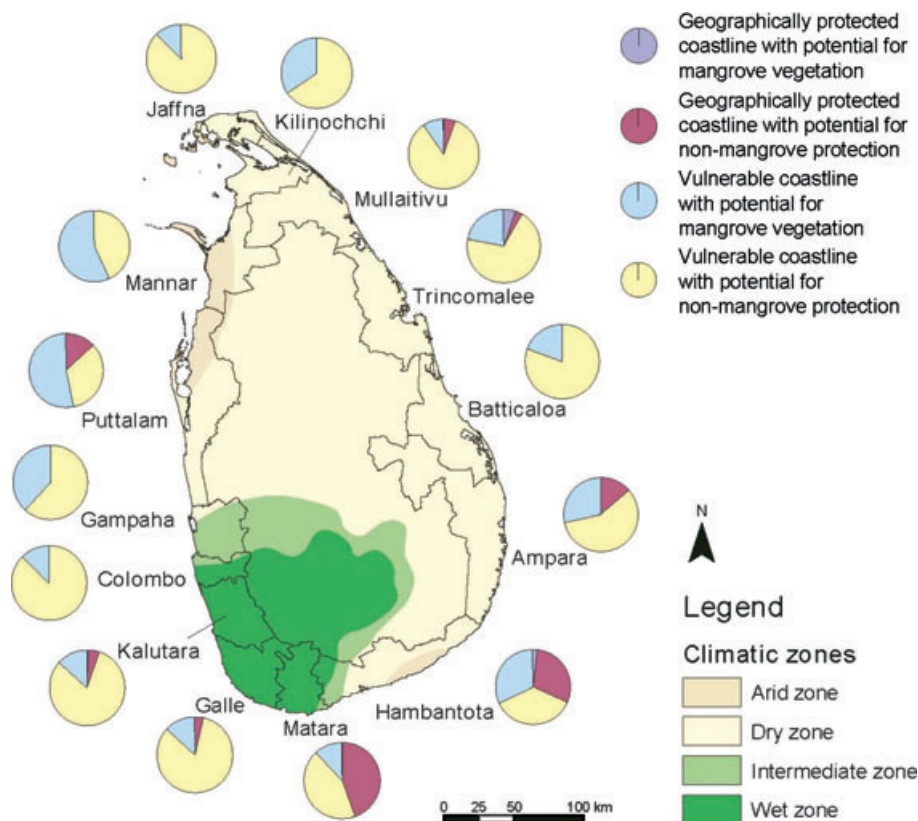 Jaffna
Kilinochchi
Mullaitivu
Mannar
Trincomalee
Puttalam
Batticaloa
Gampaha
Ampara
Colombo
Kalutara
Galle
Matara
Hambantota
Geographically protected
coastline with potential for
mangrove vegetation
Geographically protected
coastline with potential for
non-mangrove protection
Vulnerable coastline
with potential for
mangrove vegetation
Vulnerable coastline
with potential for
non-mangrove protection
N
Legend
Climatic zones
Arid zone
Dry zone
Intermediate zone
Wet zone
0 25 50 100 km